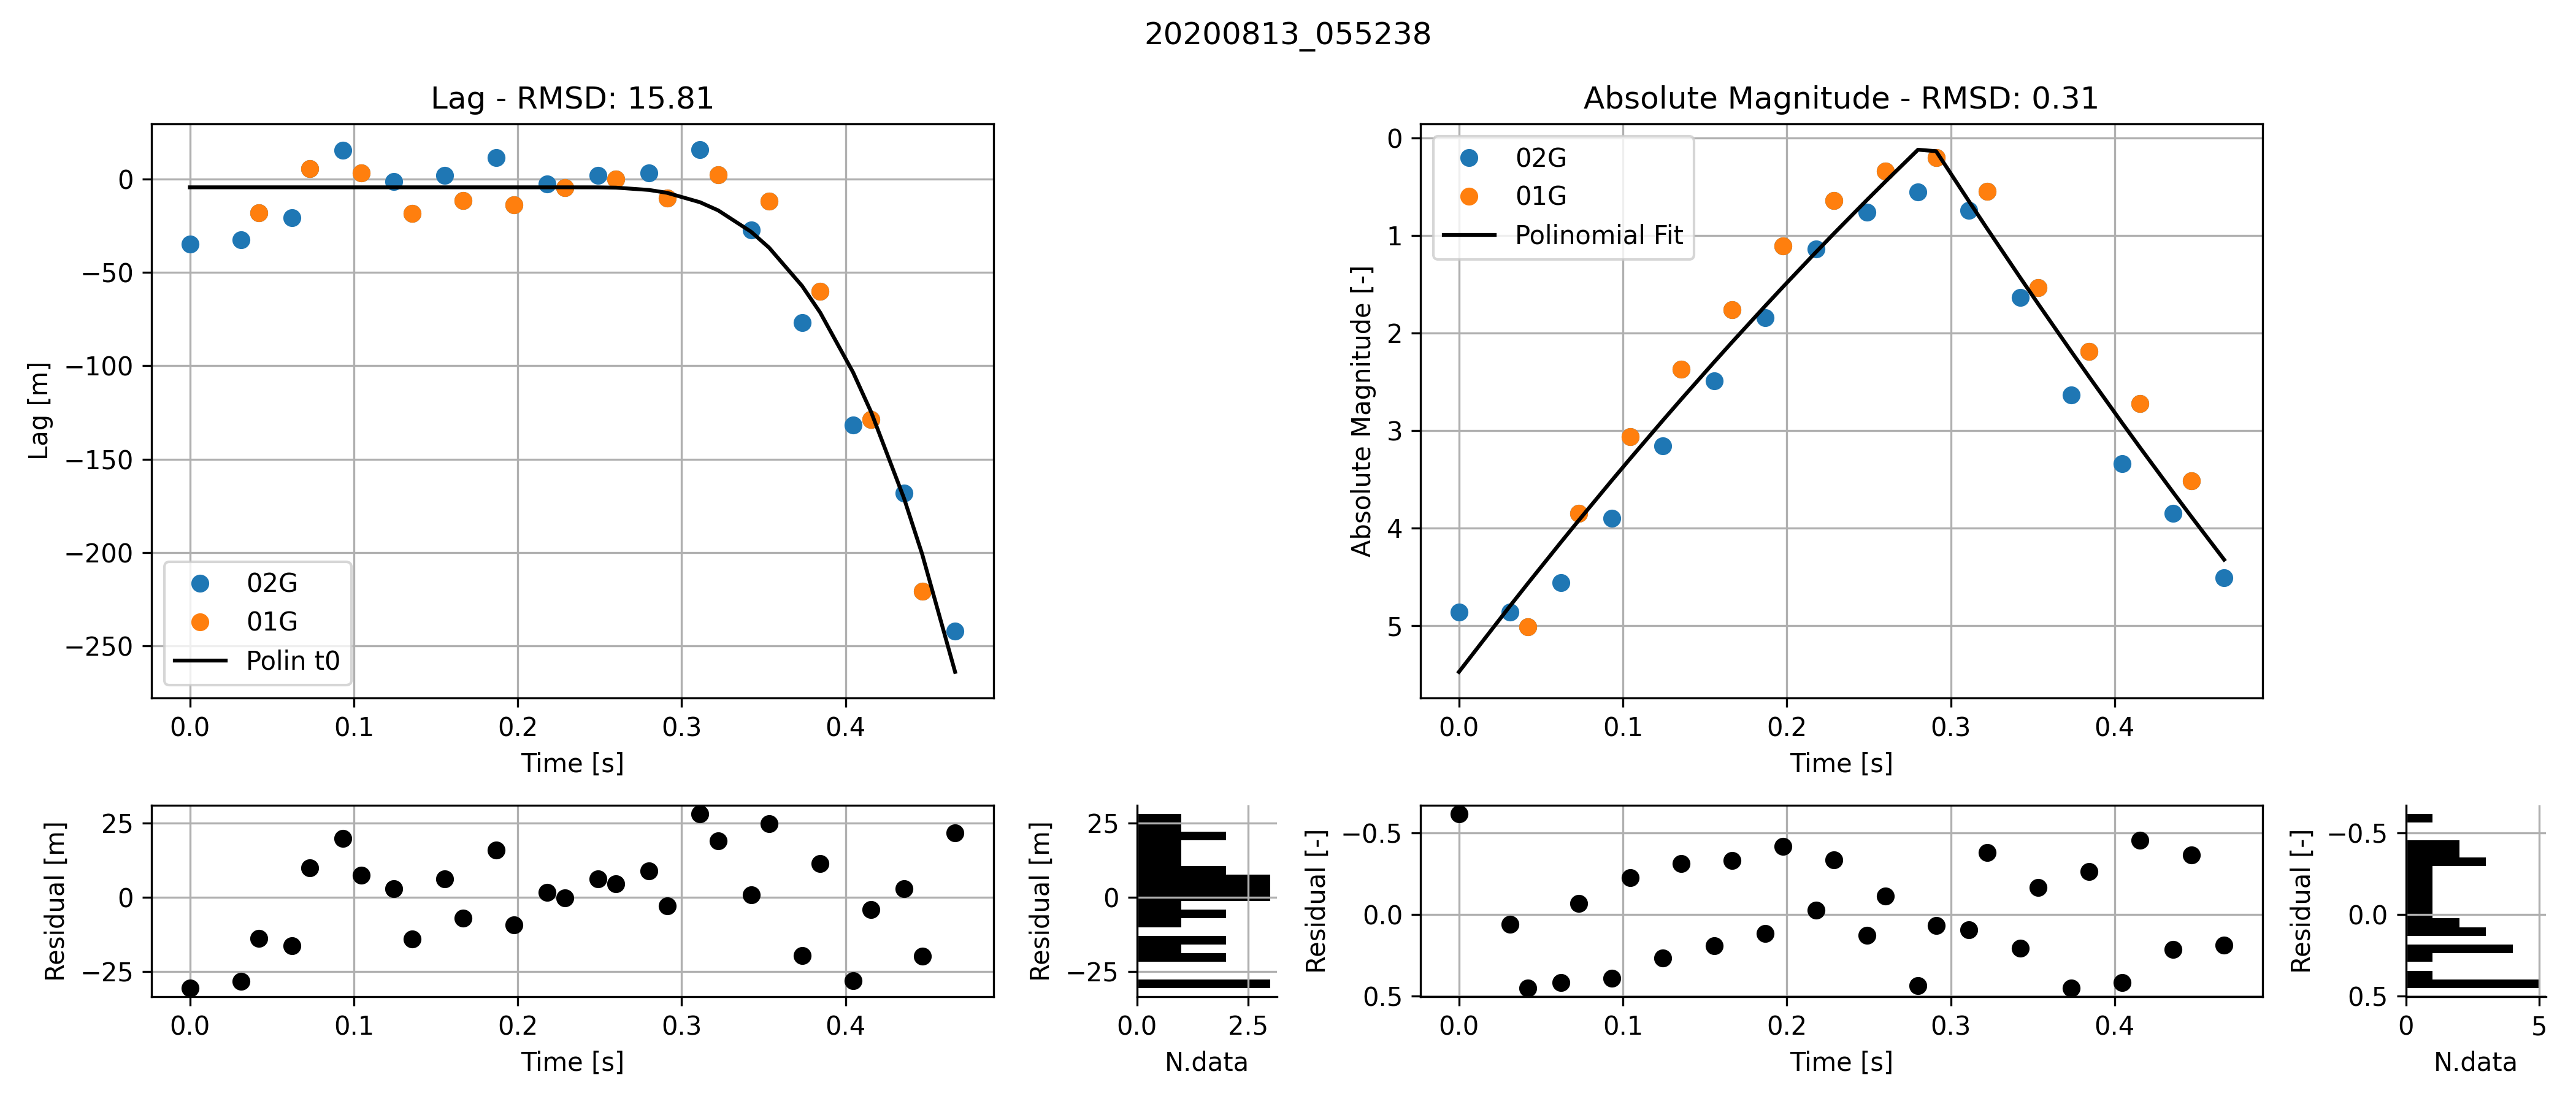 20200813_055238
Lag - RMSD: 15.81
0
−50
−100
−150
−200
−250
Lag [m]
02G
01G
Polin t0
0.0 0.1 0.2 0.3 0.4
Time [s]
Absolute Magnitude - RMSD: 0.31
0
1
2
3
4
5
Absolute Magnitude [-]
02G
01G
Polinomial Fit
0.0 0.1 0.2 0.3 0.4
Time [s]
25
0
−25
Residual [m]
0.0 0.1 0.2 0.3 0.4
Time [s]
25
0
−25
Residual [m]
0.0 2.5
N.data
−0.5
0.0
0.5
Residual [-]
0.0 0.1 0.2 0.3 0.4
Time [s]
−0.5
0.0
0.5
Residual [-]
0 5
N.data